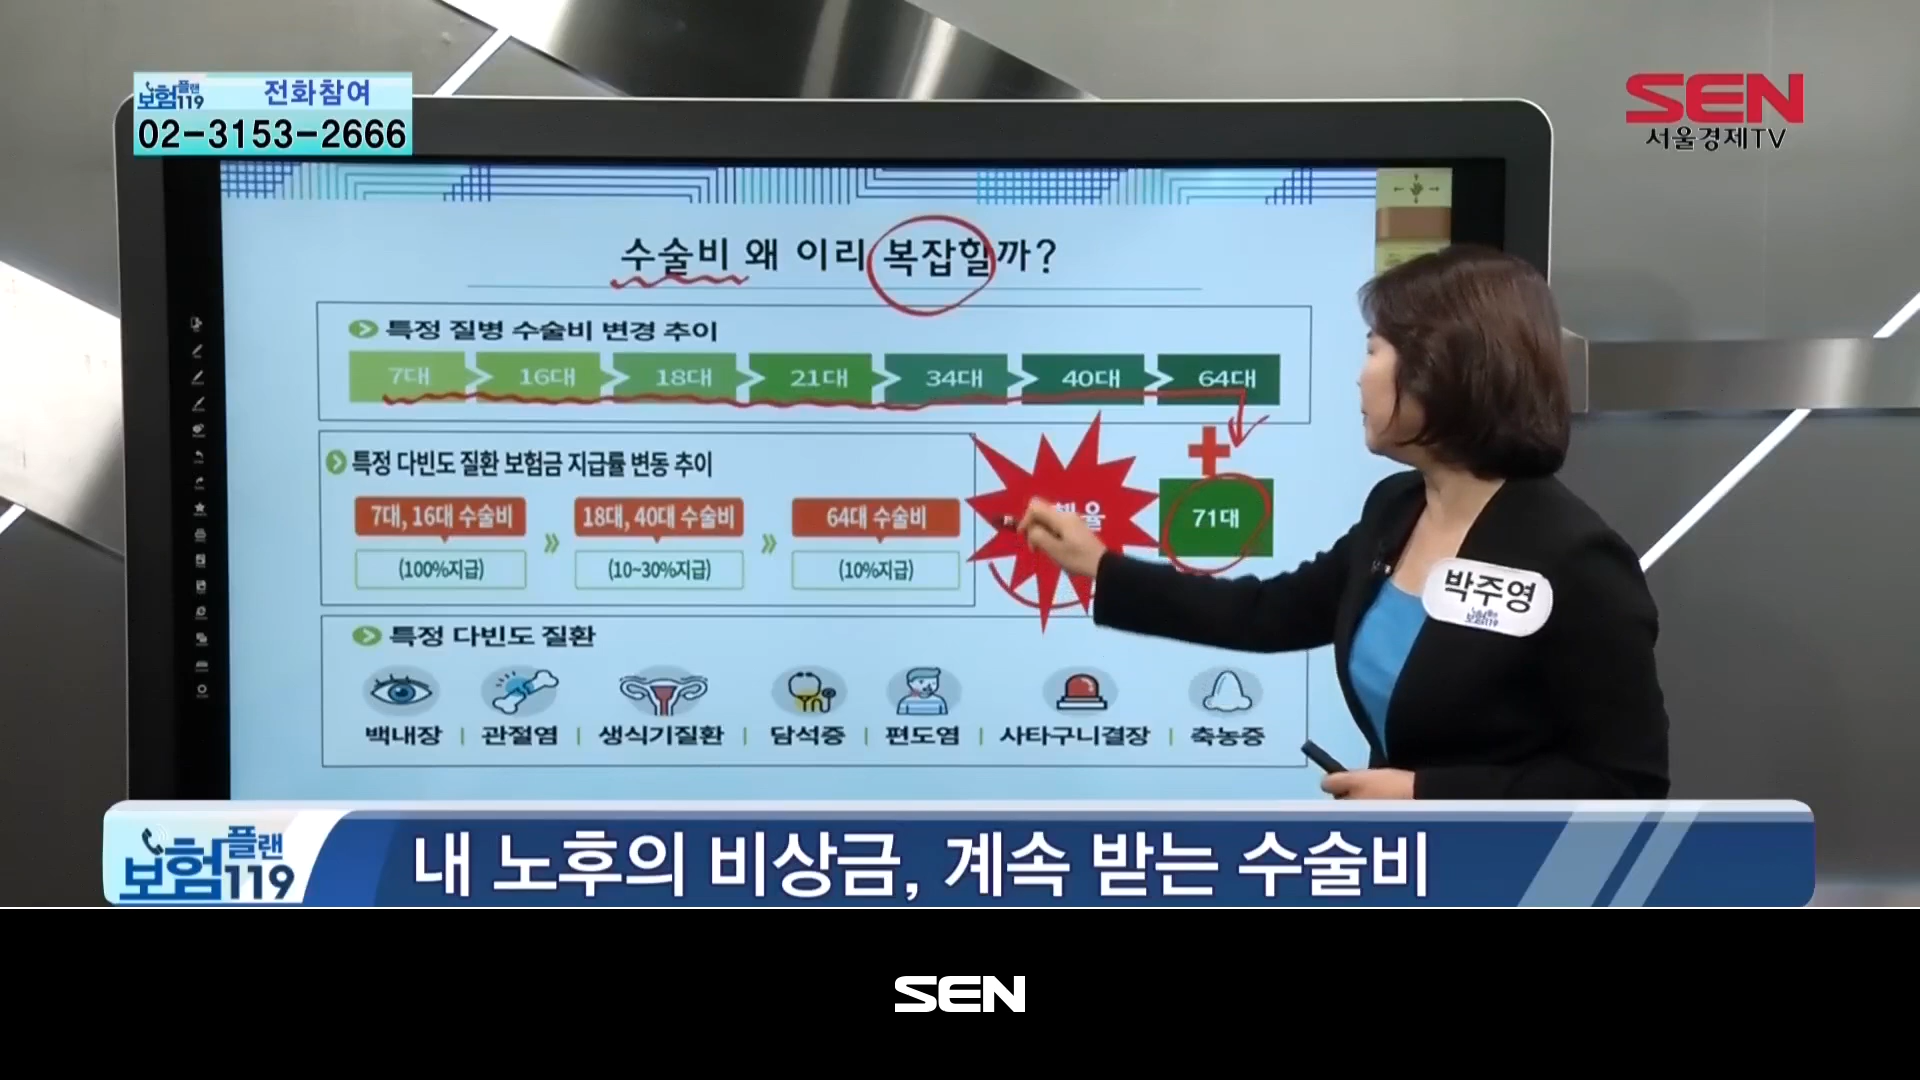 보험플랜119 전화참여
02-3153-2666
SEN
서울경제TV
수술비 왜 이리 복잡할까?
특정 질병 수술비 변경 추이
7대 16대 18대 21대 34대 40대 64대
특정 다빈도 질환 보험금 지급률 변동 추이
7대, 16대 수술비 18대, 40대 수술비 64대 수술비
(100%지급) (10~30%지급) (10%지급)
71대
특정 다빈도 질환
백내장 | 관절염 | 생식기질환 | 담석증 | 편도염 | 사타구니결장 | 축농증
박주영
보험119
보험플랜119
내 노후의 비상금, 계속 받는 수술비
SEN